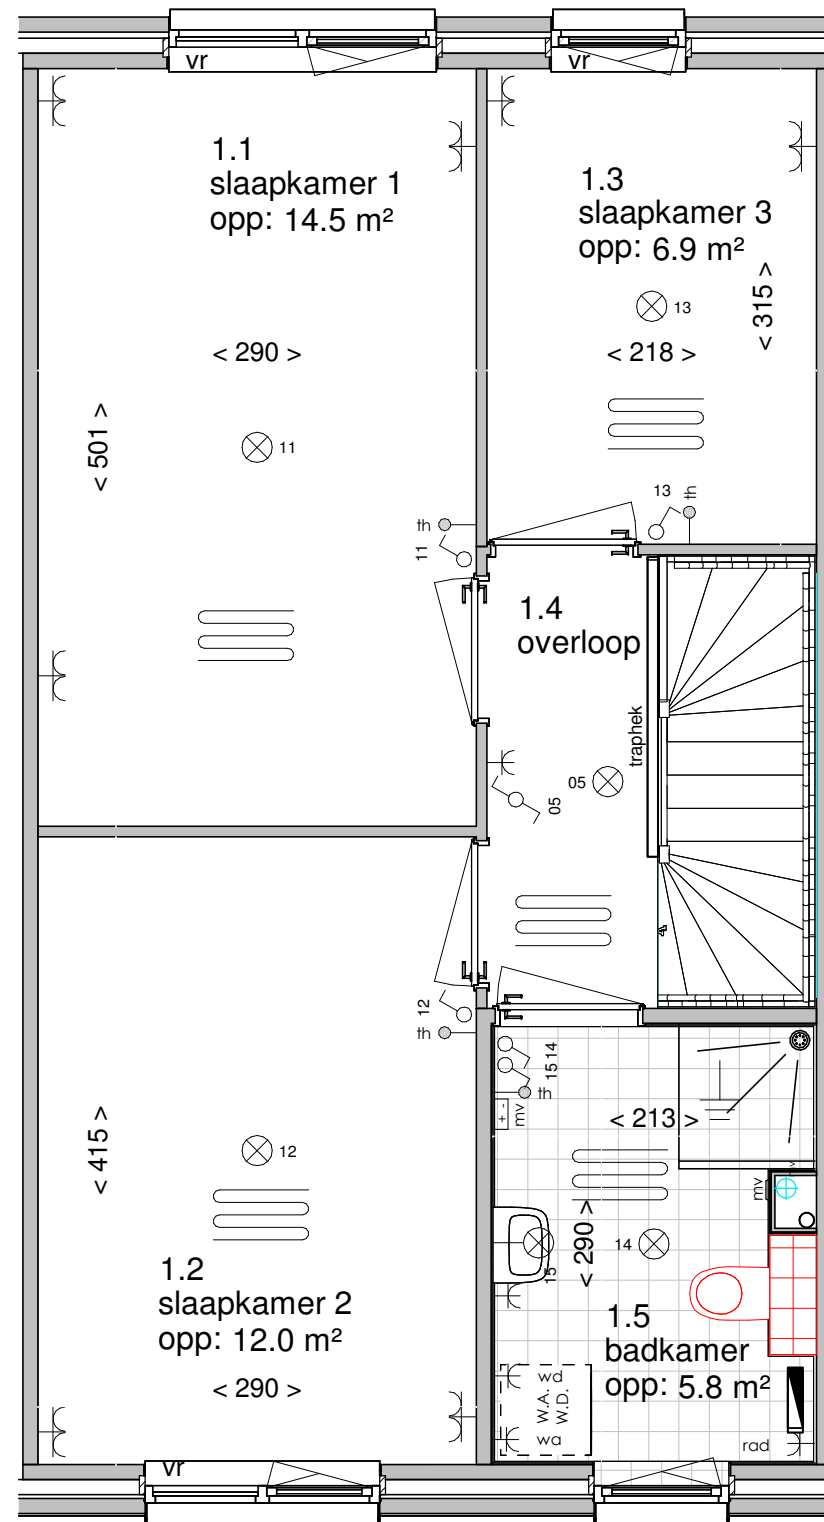 vr
vr
1.1
slaapkamer 1
opp: 14.5 m²
1.3
slaapkamer 3
opp: 6.9 m²
< 315 >
13
< 290 >
< 218 >
< 501 >
11
13
th
th
11
1.4
overloop
traphek
05
05
12
th
14
15
th
+ -
mv
< 213 >
< 415 >
12
mv
< 290 >
14
15
1.2
slaapkamer 2
opp: 12.0 m²
1.5
badkamer
opp: 5.8 m²
< 290 >
wd
W.A.
W.D.
wa
rad
vr